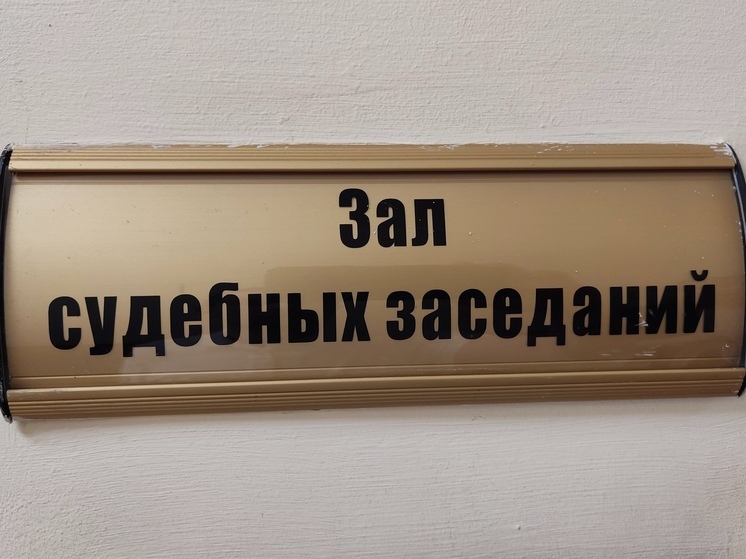 Зал
судебных заседаний